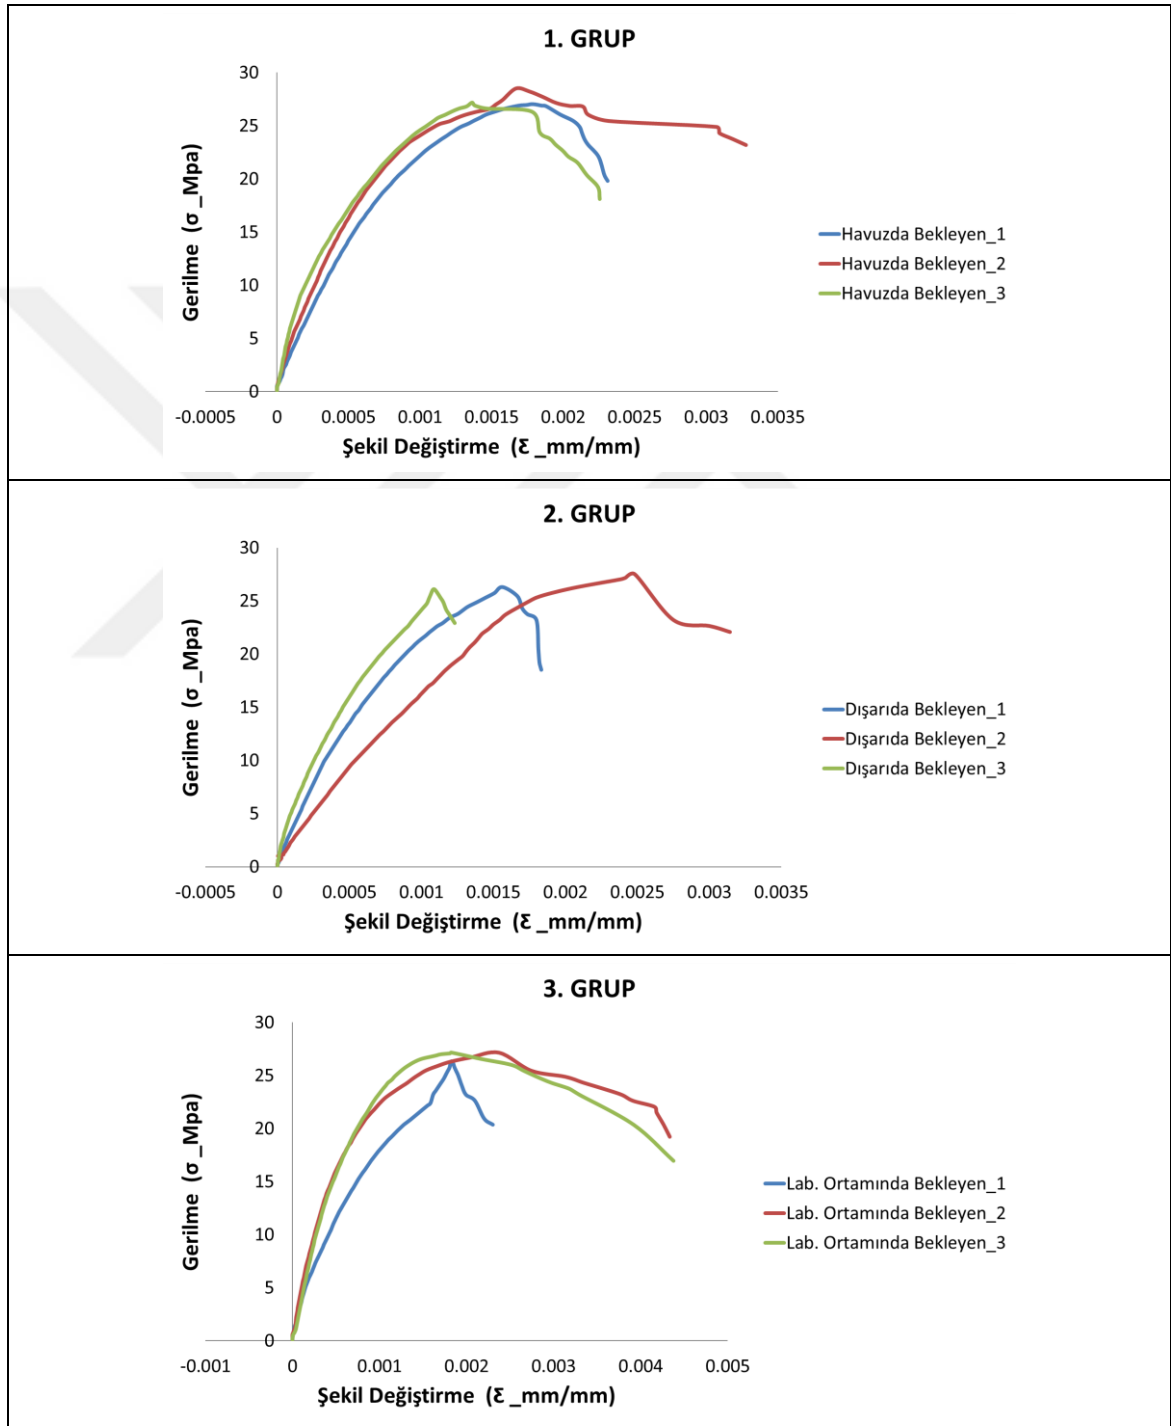 1. GRUP
30
25
20
15
10
5
0
Gerilme (σ _Mpa)
-0.0005 0 0.0005 0.001 0.0015 0.002 0.0025 0.003 0.0035
Şekil Değiştirme (Ɛ _mm/mm)
Havuzda Bekleyen_1
Havuzda Bekleyen_2
Havuzda Bekleyen_3
2. GRUP
30
25
20
15
10
5
0
Gerilme (σ _Mpa)
-0.0005 0 0.0005 0.001 0.0015 0.002 0.0025 0.003 0.0035
Şekil Değiştirme (Ɛ _mm/mm)
Dışarıda Bekleyen_1
Dışarıda Bekleyen_2
Dışarıda Bekleyen_3
3. GRUP
30
25
20
15
10
5
0
Gerilme (σ _Mpa)
-0.001 0 0.001 0.002 0.003 0.004 0.005
Şekil Değiştirme (Ɛ _mm/mm)
Lab. Ortamında Bekleyen_1
Lab. Ortamında Bekleyen_2
Lab. Ortamında Bekleyen_3